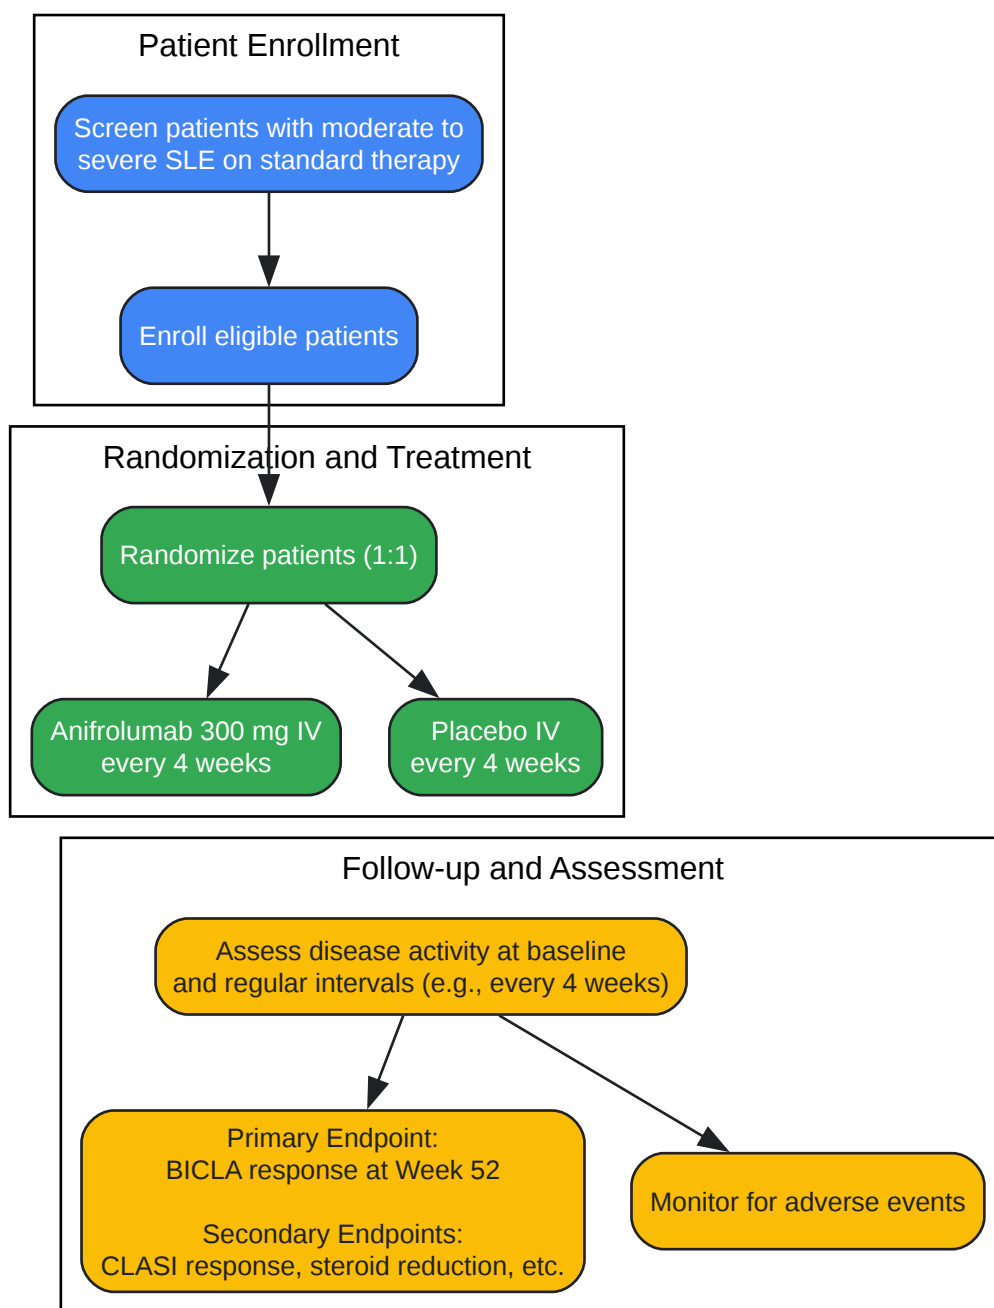 Patient Enrollment
Screen patients with moderate to
severe SLE on standard therapy
Enroll eligible patients
Randomization and Treatment
Randomize patients (1:1)
Anifrolumab 300 mg IV
every 4 weeks
Placebo IV
every 4 weeks
Follow-up and Assessment
Assess disease activity at baseline
and regular intervals (e.g., every 4 weeks)
Primary Endpoint:
BICLA response at Week 52
Secondary Endpoints:
CLASI response, steroid reduction, etc.
Monitor for adverse events